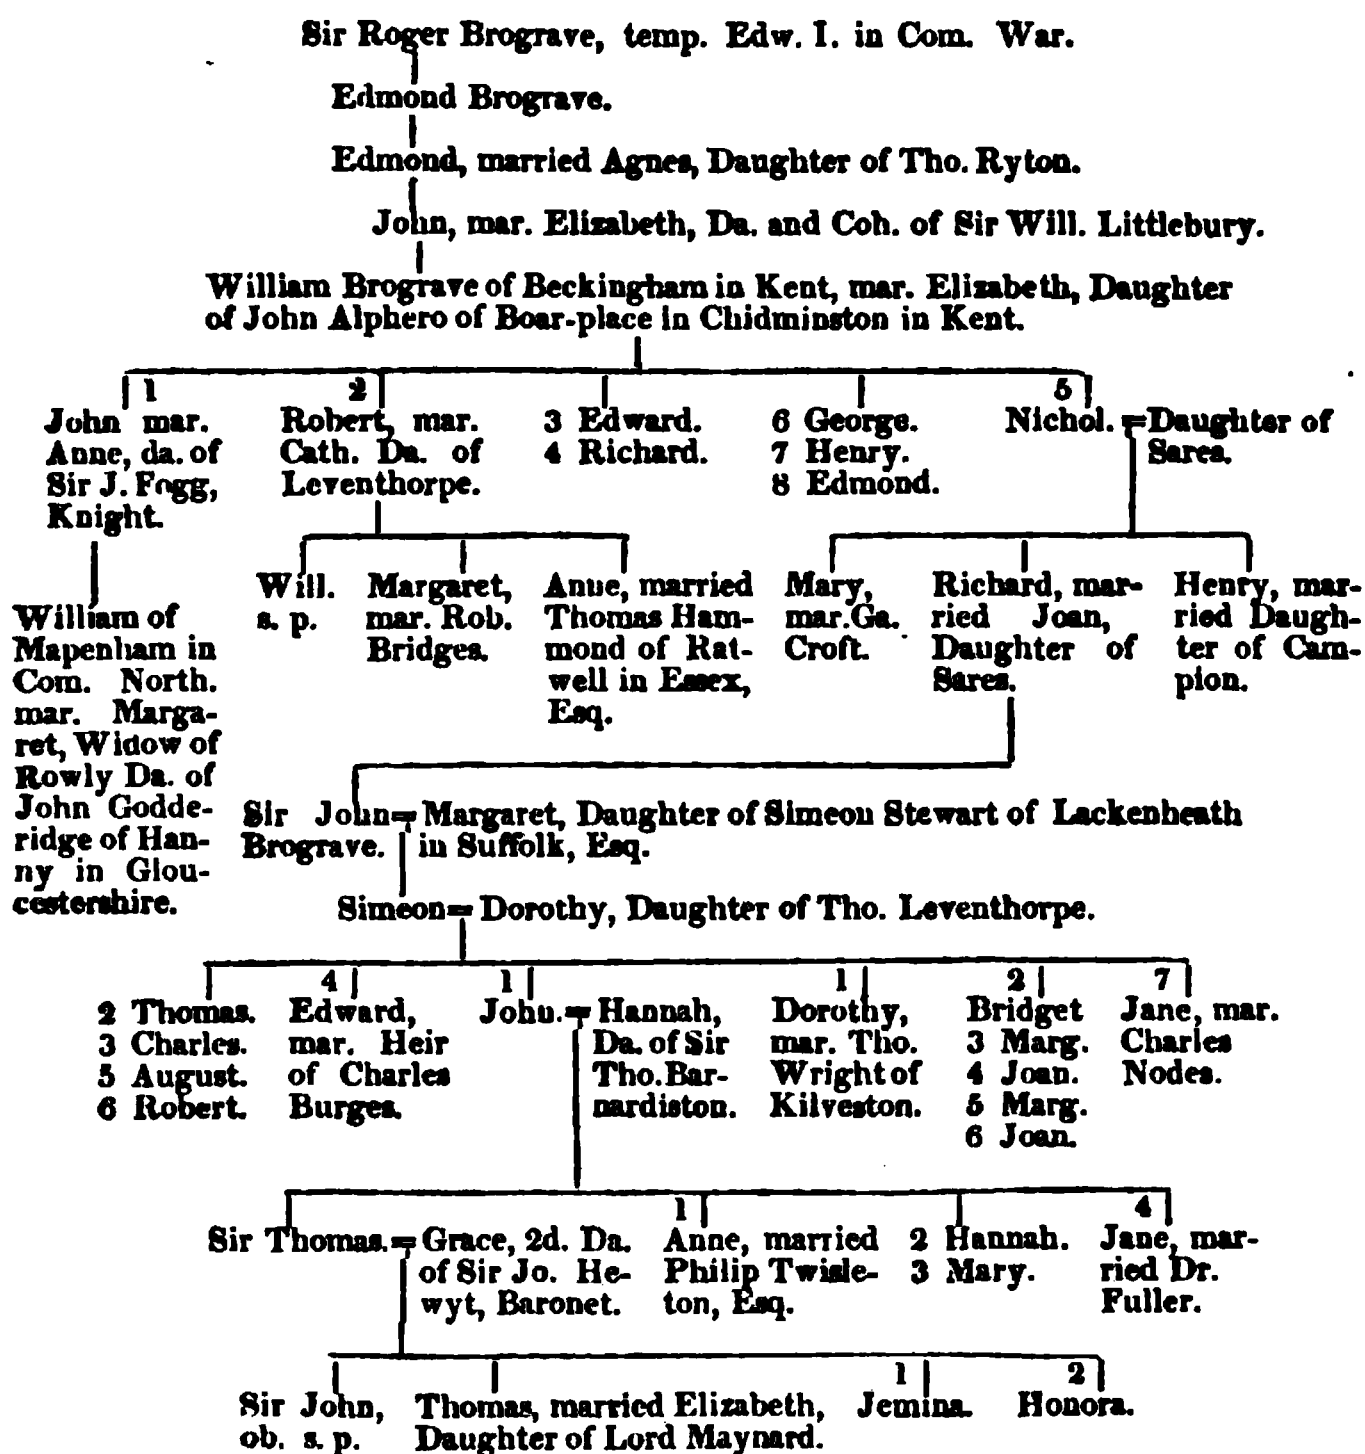 Sir Roger Brograve, temp. Edw. I. in Com. War.
Edmond Brograve.
Edmond, married Agnes, Daughter of Tho. Ryton.
John, mar. Elizabeth, Da. and Coh. of Sir Will. Littlebury.
William Brograve of Beckingham in Kent, mar. Elizabeth, Daughter
of John Alphero of Boar-place in Chidminston in Kent.
1
John mar.
Anne, da. of
Sir J. Fogg,
Knight.
2
Robert, mar.
Cath. Da. of
Leventhorpe.
3 Edward.
4 Richard.
6 George.
7 Henry.
8 Edmond.
5
Nichol. = Daughter of
Sares.
William of
Mapenham in
Com. North.
mar. Marga-
ret, Widow of
Rowly Da. of
John Godde-
ridge of Han-
ny in Glou-
cestershire.
Will.
s. p.
Margaret,
mar. Rob.
Bridges.
Anne, married
Thomas Ham-
mond of Rat-
well in Essex,
Esq.
Mary,
mar. Ga.
Croft.
Richard, mar-
ried Joan,
Daughter of
Sares.
Henry, mar-
ried Daugh-
ter of Cam-
pion.
Sir John = Margaret, Daughter of Simeon Stewart of Lackenheath
Brograve. in Suffolk, Esq.
Simeon = Dorothy, Daughter of Tho. Leventhorpe.
2 Thomas.
3 Charles.
5 August.
6 Robert.
4
Edward,
mar. Heir
of Charles
Burges.
1
John. = Hannah,
Da. of Sir
Tho. Bar-
nardiston.
1
Dorothy,
mar. Tho.
Wright of
Kilveston.
2
Bridget
3 Marg.
4 Joan.
5 Marg.
6 Joan.
7
Jane, mar.
Charles
Nodes.
Sir Thomas. = Grace, 2d. Da.
of Sir Jo. He-
wyt, Baronet.
1
Anne, married
Philip Twisle-
ton, Esq.
2 Hannah.
3 Mary.
4
Jane, mar-
ried Dr.
Fuller.
Sir John,
ob. s. p.
Thomas, married Elizabeth,
Daughter of Lord Maynard.
1
Jemina.
2
Honora.